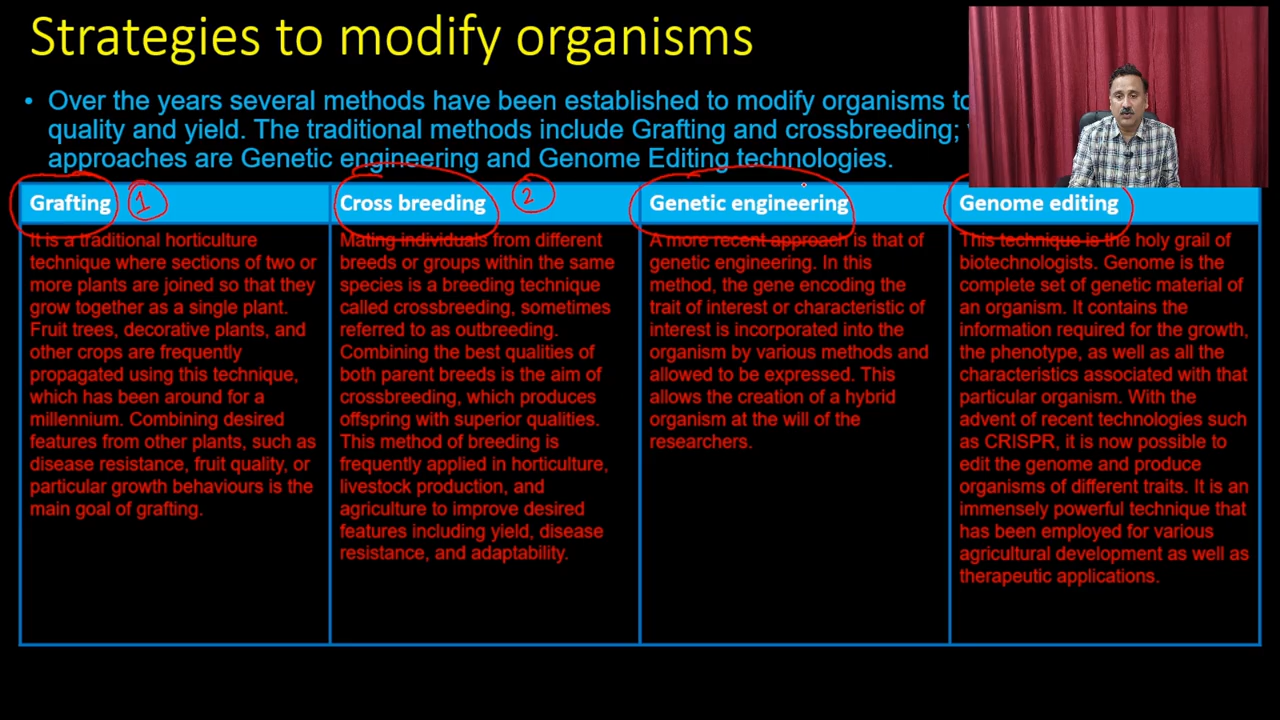 Strategies to modify organisms
• Over the years several methods have been established to modify organisms to
quality and yield. The traditional methods include Grafting and crossbreeding;
approaches are Genetic engineering and Genome Editing technologies.
Grafting 1
It is a traditional horticulture
technique where sections of two or
more plants are joined so that they
grow together as a single plant.
Fruit trees, decorative plants, and
other crops are frequently
propagated using this technique,
which has been around for a
millennium. Combining desired
features from other plants, such as
disease resistance, fruit quality, or
particular growth behaviours is the
main goal of grafting.
Cross breeding 2
Mating individuals from different
breeds or groups within the same
species is a breeding technique
called crossbreeding, sometimes
referred to as outbreeding.
Combining the best qualities of
both parent breeds is the aim of
crossbreeding, which produces
offspring with superior qualities.
This method of breeding is
frequently applied in horticulture,
livestock production, and
agriculture to improve desired
features including yield, disease
resistance, and adaptability.
Genetic engineering
A more recent approach is that of
genetic engineering. In this
method, the gene encoding the
trait of interest or characteristic of
interest is incorporated into the
organism by various methods and
allowed to be expressed. This
allows the creation of a hybrid
organism at the will of the
researchers.
Genome editing
This technique is the holy grail of
biotechnologists. Genome is the
complete set of genetic material of
an organism. It contains the
information required for the growth,
the phenotype, as well as all the
characteristics associated with that
particular organism. With the
advent of recent technologies such
as CRISPR, it is now possible to
edit the genome and produce
organisms of different traits. It is an
immensely powerful technique that
has been employed for various
agricultural development as well as
therapeutic applications.